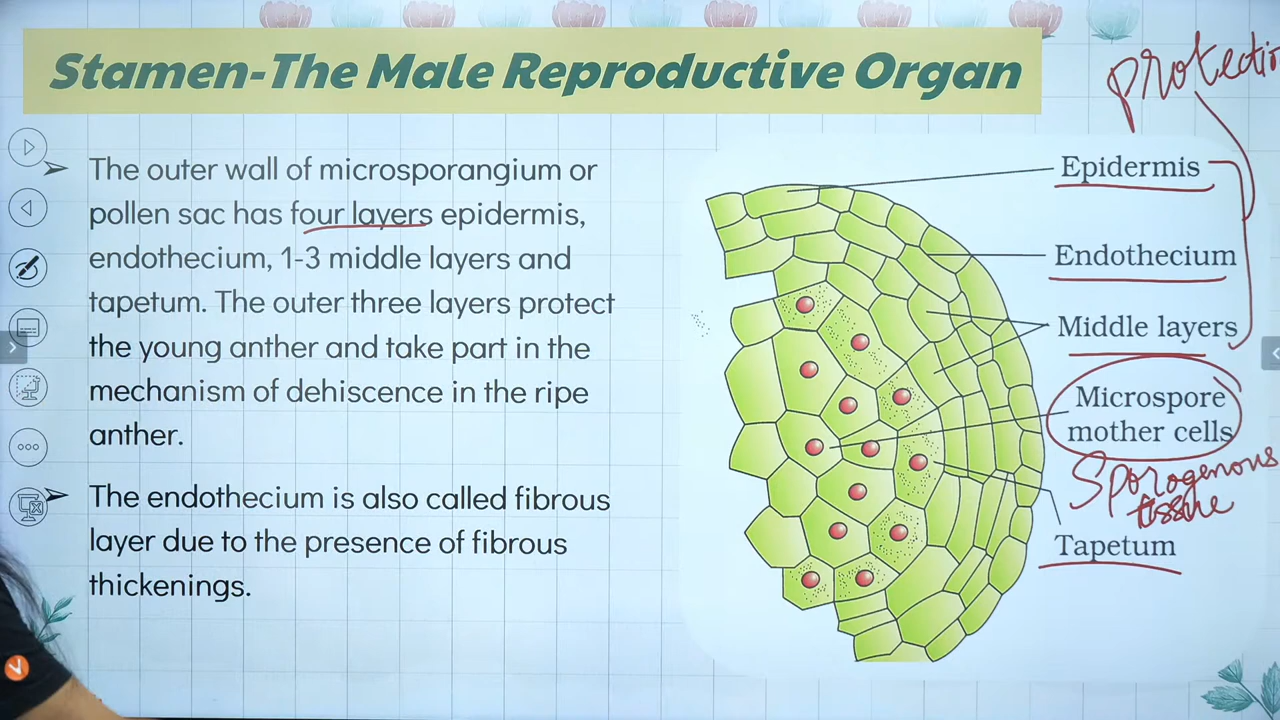 Stamen-The Male Reproductive Organ
protection
The outer wall of microsporangium or
pollen sac has four layers epidermis,
endothecium, 1-3 middle layers and
tapetum. The outer three layers protect
the young anther and take part in the
mechanism of dehiscence in the ripe
anther.
The endothecium is also called fibrous
layer due to the presence of fibrous
thickenings.
Epidermis
Endothecium
Middle layers
Microspore
mother cells
Sporogenous
tissue
Tapetum